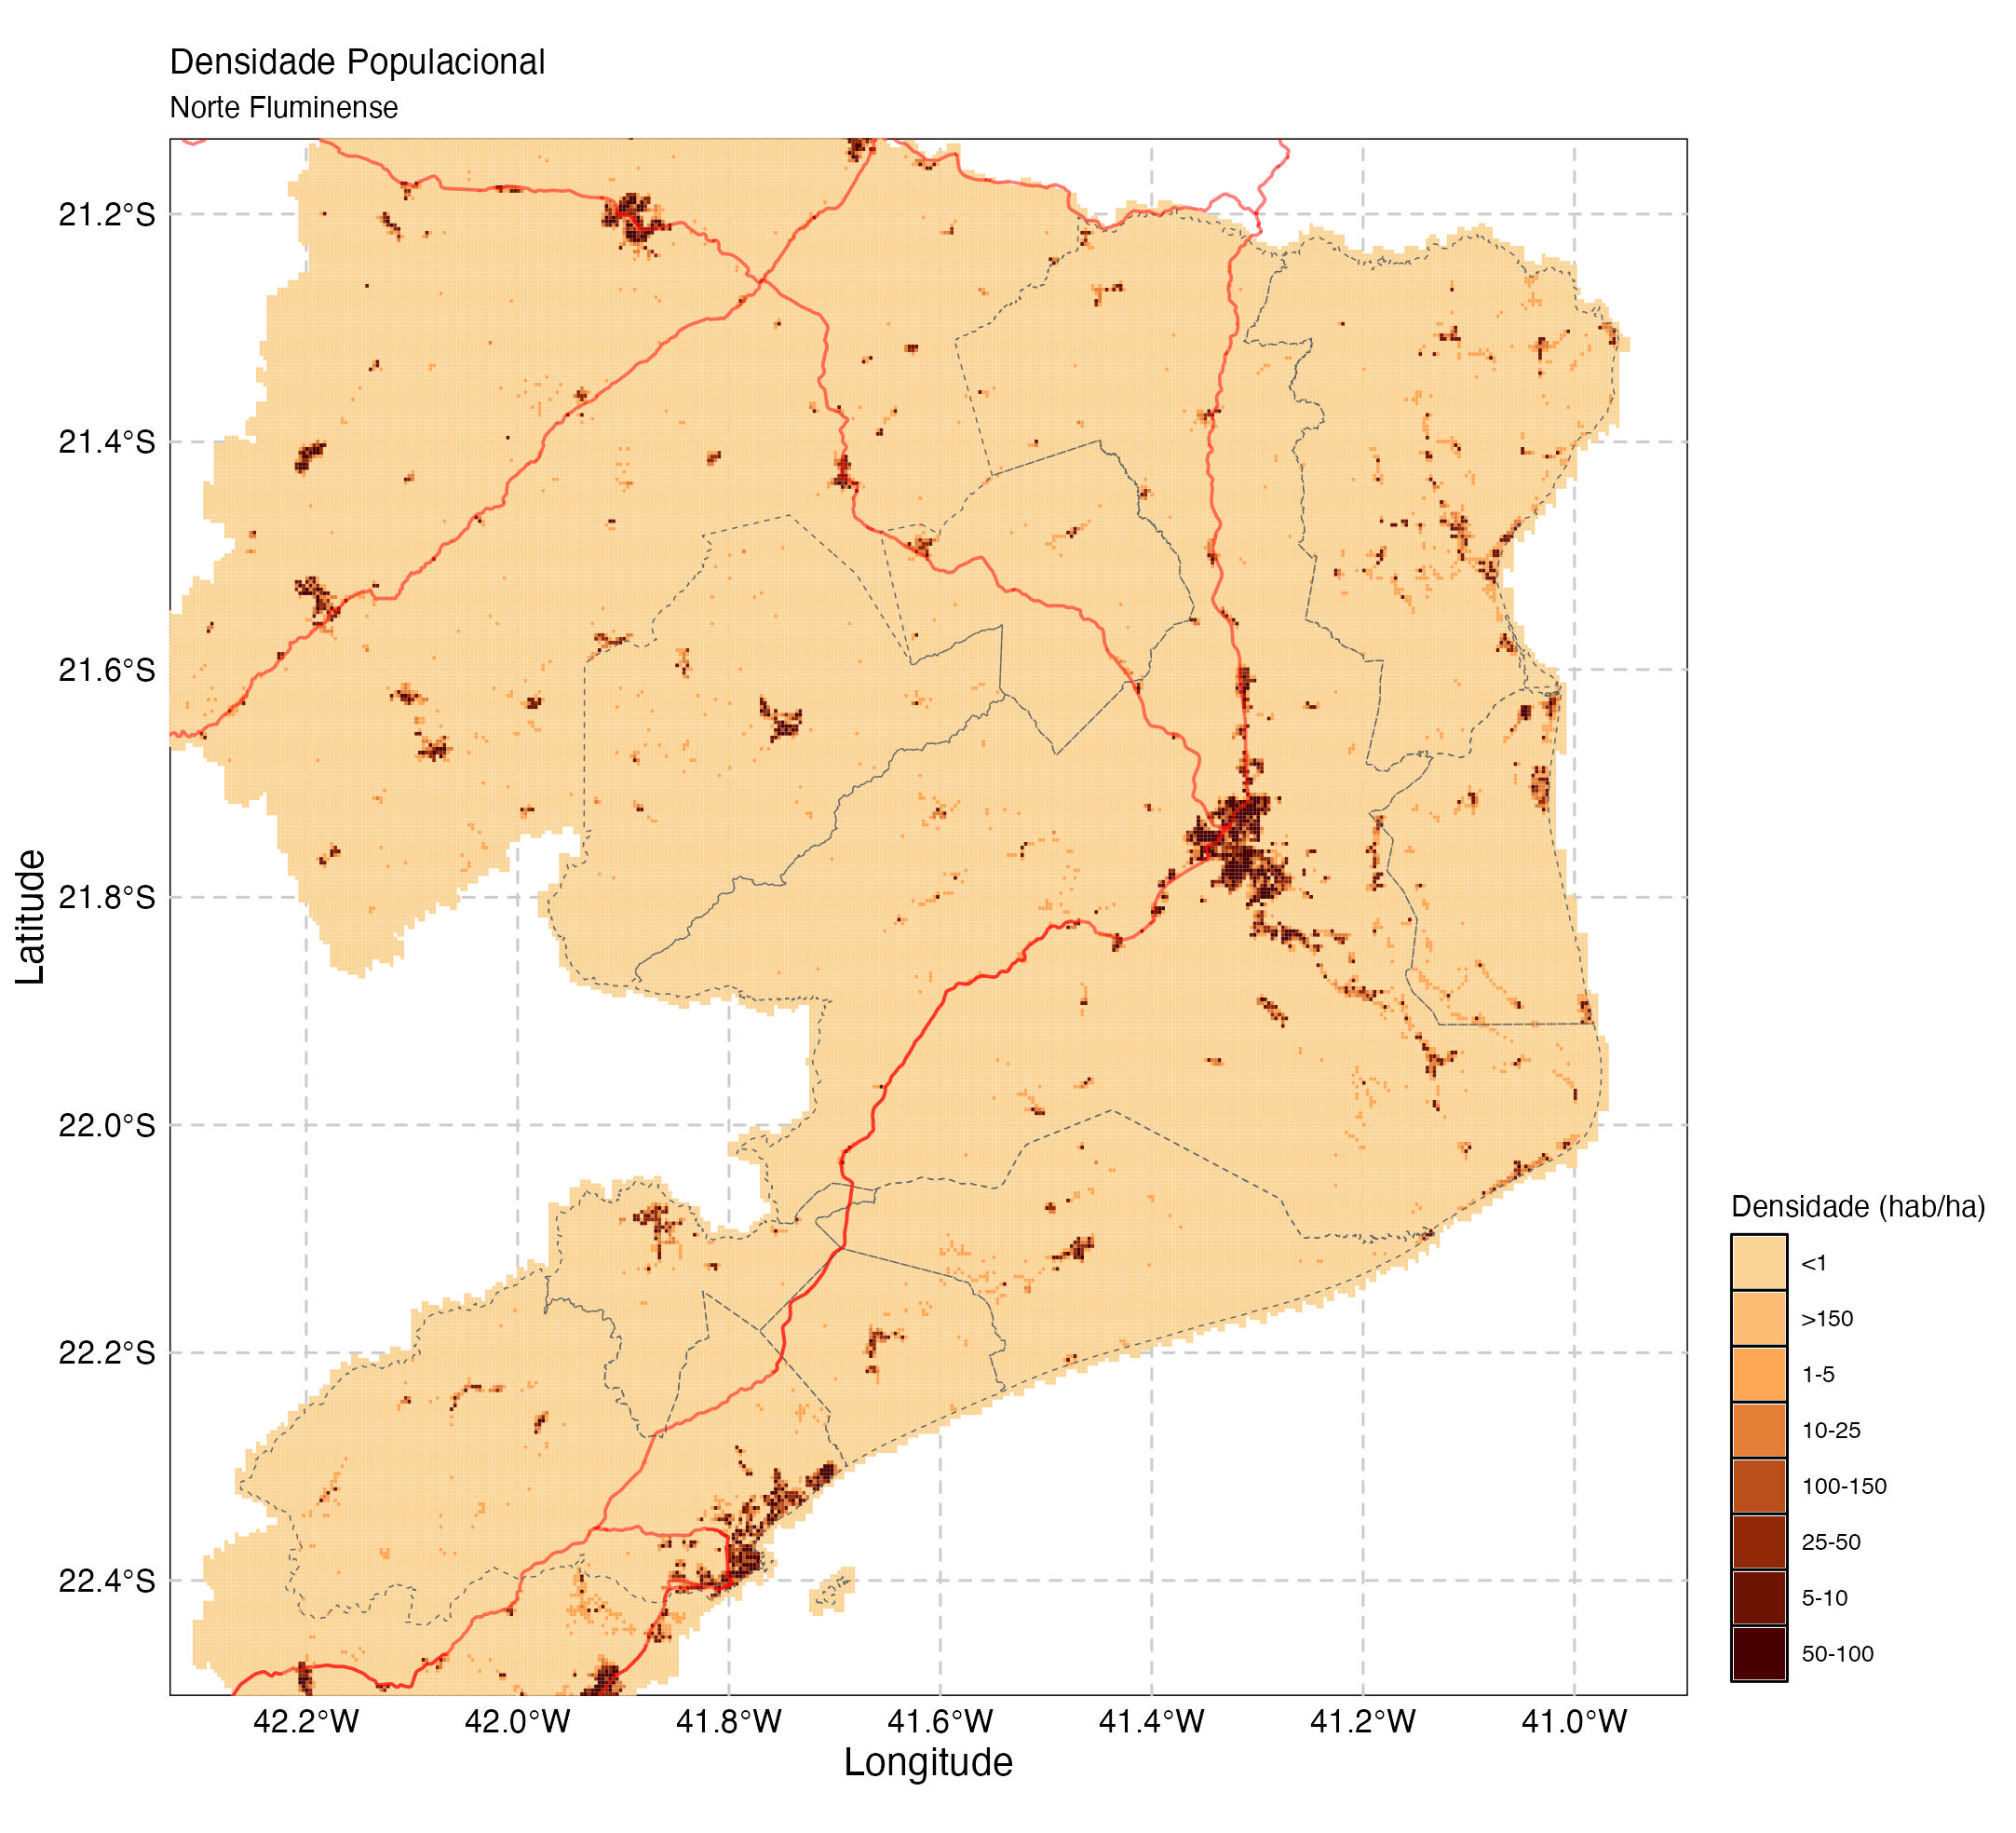 Densidade Populacional
Norte Fluminense
21.2°S
21.4°S
21.6°S
21.8°S
22.0°S
22.2°S
22.4°S
Latitude
42.2°W
42.0°W
41.8°W
41.6°W
41.4°W
41.2°W
41.0°W
Longitude
Densidade (hab/ha)
<1
>150
1-5
10-25
100-150
25-50
5-10
50-100